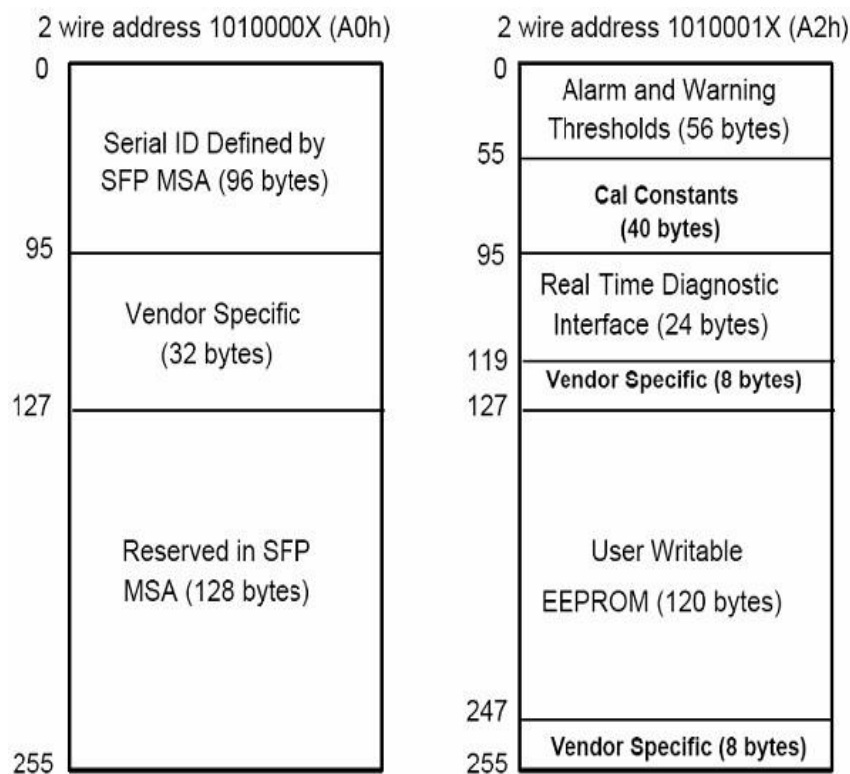 2 wire address 1010000X (A0h)
0
Serial ID Defined by
SFP MSA (96 bytes)
95
Vendor Specific
(32 bytes)
127
Reserved in SFP
MSA (128 bytes)
255
2 wire address 1010001X (A2h)
0
Alarm and Warning
Thresholds (56 bytes)
55
Cal Constants
(40 bytes)
95
Real Time Diagnostic
Interface (24 bytes)
119
Vendor Specific (8 bytes)
127
User Writable
EEPROM (120 bytes)
247
Vendor Specific (8 bytes)
255